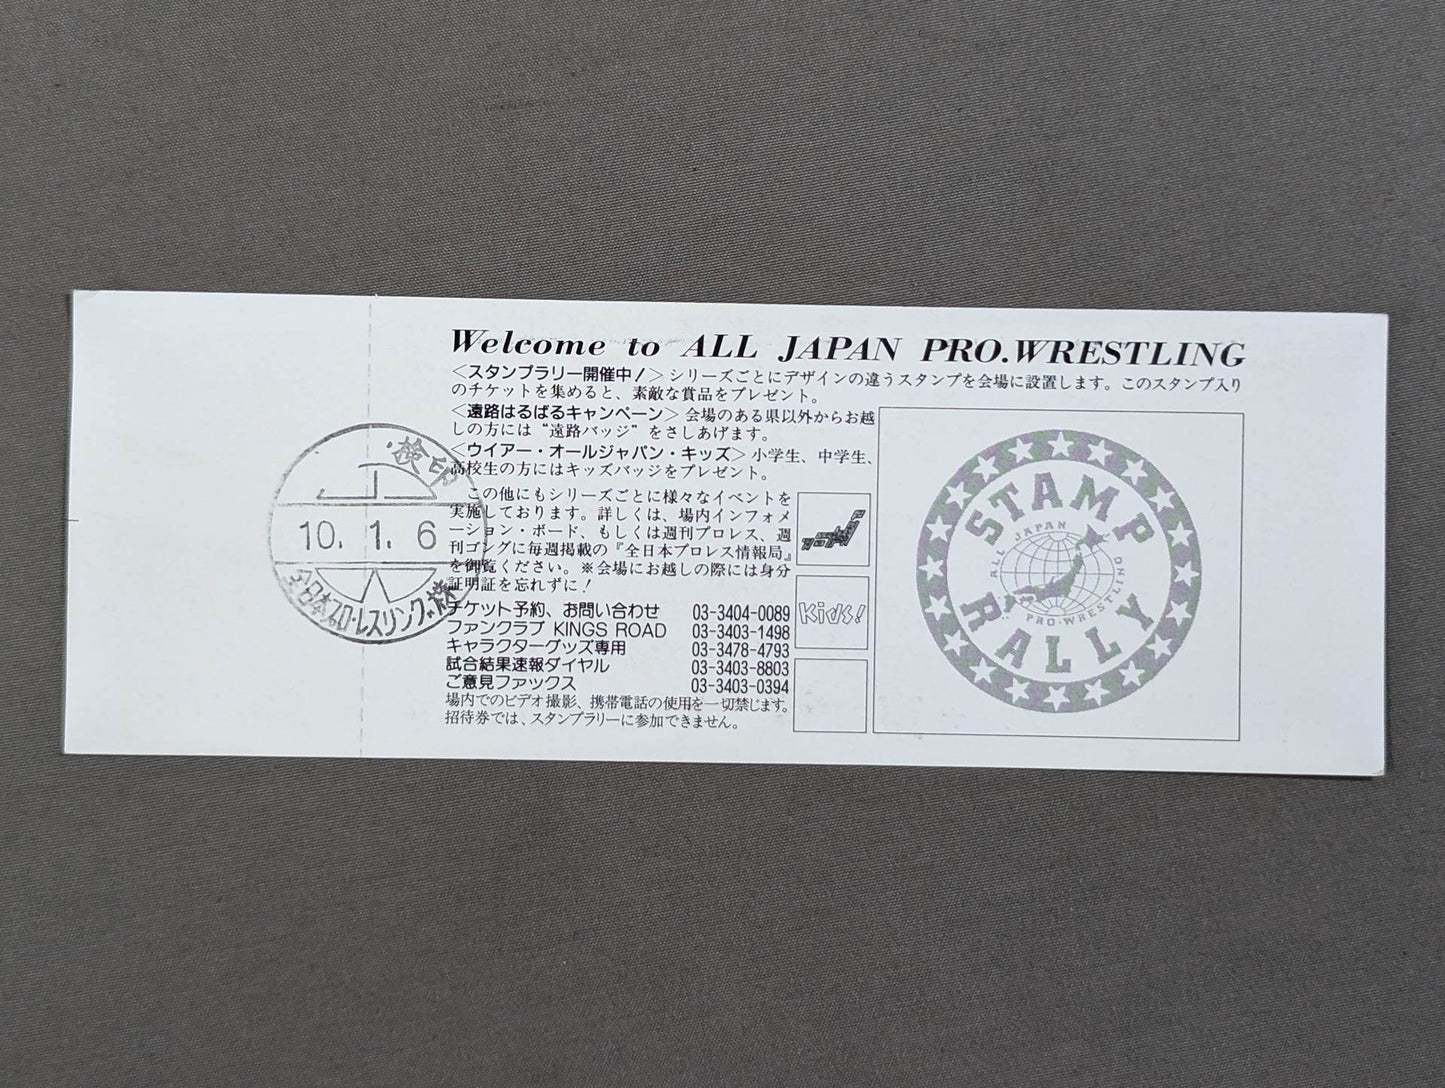 Welcome to ALL JAPAN PRO.WRESTLING
＜スタンプラリー開催中！＞シリーズごとにデザインの違うスタンプを会場に設置します。このスタンプ入り
のチケットを集めると、素敵な賞品をプレゼント。
＜遠路はるばるキャンペーン＞会場のある県以外からお越
しの方には“遠路バッジ”をさしあげます。
＜ウイアー・オールジャパン・キッズ＞小学生、中学生、
高校生の方にはキッズバッジをプレゼント。
この他にもシリーズごとに様々なイベントを
実施しております。詳しくは、場内インフォメ
ーション・ボード、もしくは週刊プロレス、週
刊ゴングに毎週掲載の『全日本プロレス情報局』
を御覧ください。※会場にお越しの際には身分
証明証を忘れずに！
チケット予約、お問い合わせ 03-3404-0089
ファンクラブ KINGS ROAD 03-3403-1498
キャラクターグッズ専用 03-3478-4793
試合結果速報ダイヤル 03-3403-8803
ご意見ファックス 03-3403-0394
場内でのビデオ撮影、携帯電話の使用を一切禁じます。
招待券では、スタンプラリーに参加できません。
検印
10. 1. 6
全日本プロ・レスリング・株
Kids!
STAMP
ALL JAPAN
PRO-WRESTLING
RALLY